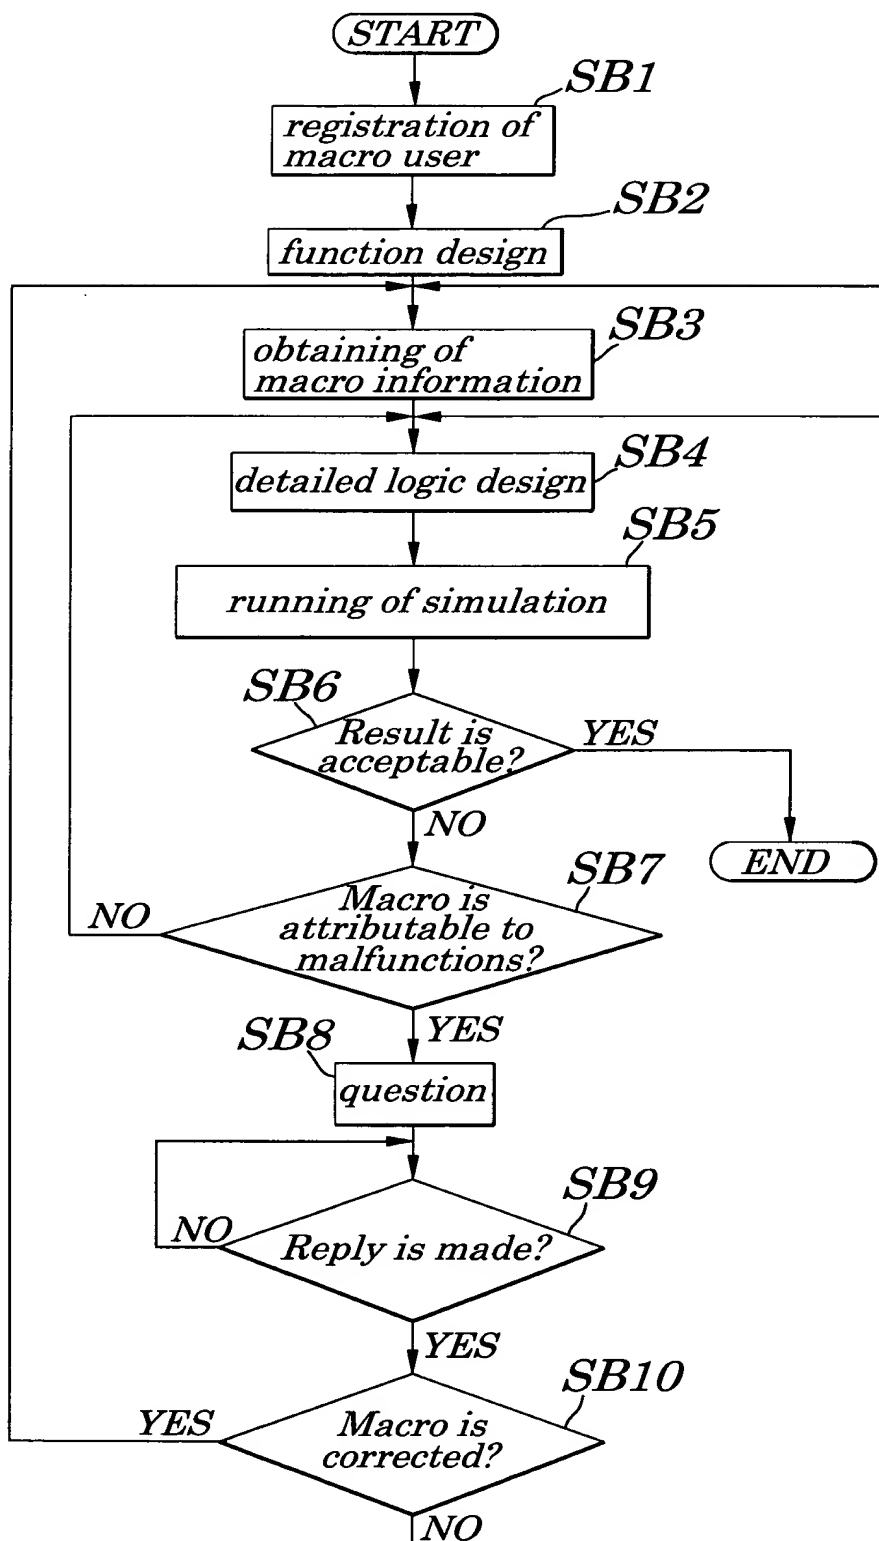 START
SB1
registration of
macro user
SB2
function design
SB3
obtaining of
macro information
SB4
detailed logic design
SB5
running of simulation
SB6
Result is
acceptable?
YES
NO
END
SB7
Macro is
attributable to
malfunctions?
NO
YES
SB8
question
SB9
NO
Reply is made?
YES
SB10
YES
Macro is
corrected?
NO